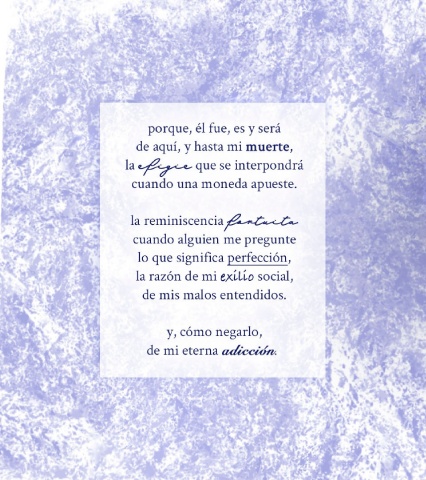 porque, él fue, es y será
de aquí, y hasta mi muerte,
la efigie que se interpondrá
cuando una moneda apueste.
la reminiscencia fortuita
cuando alguien me pregunte
lo que significa perfección,
la razón de mi exilio social,
de mis malos entendidos.
y, cómo negarlo,
de mi eterna adicción.